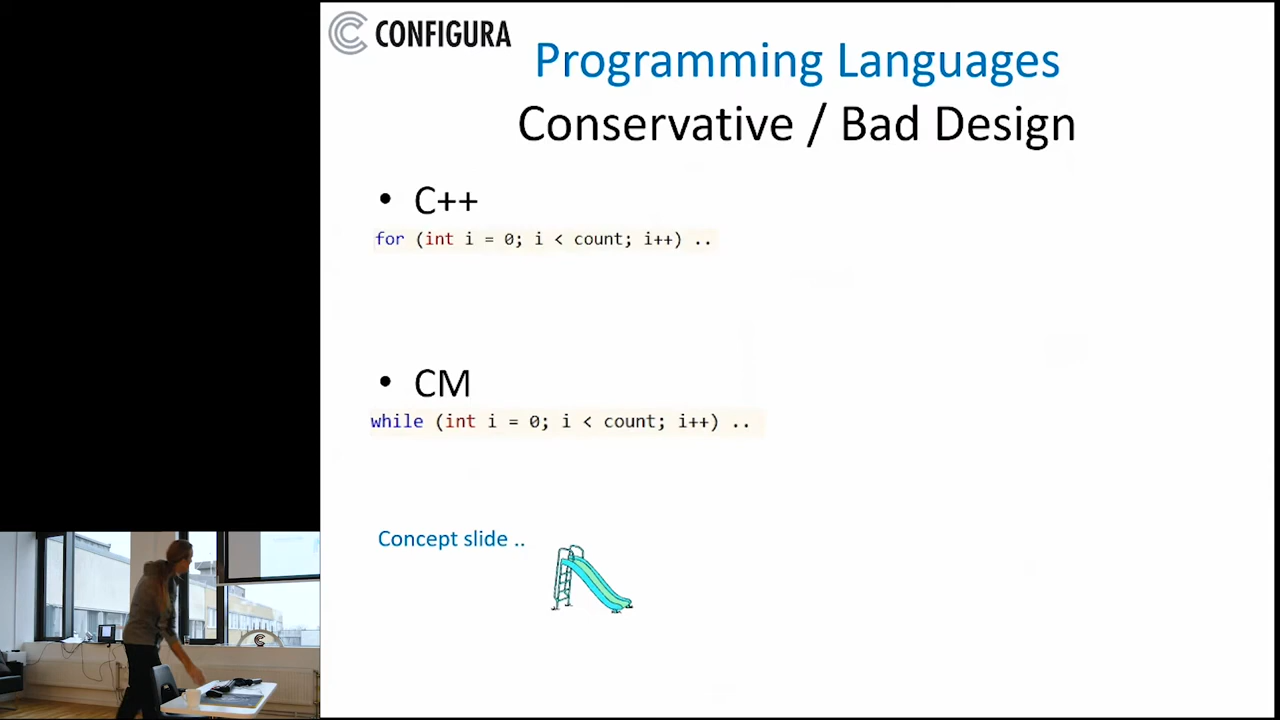 CONFIGURA
Programming Languages
Conservative / Bad Design
• C++
for (int i = 0; i < count; i++) ..
• CM
while (int i = 0; i < count; i++) ..
Concept slide ..